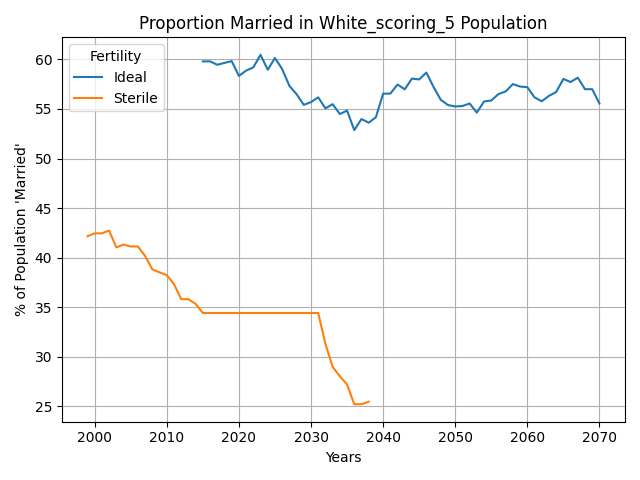 Proportion Married in White_scoring_5 Population
Fertility
Ideal
Sterile
% of Population 'Married'
60
55
50
45
40
35
30
25
2000 2010 2020 2030 2040 2050 2060 2070
Years